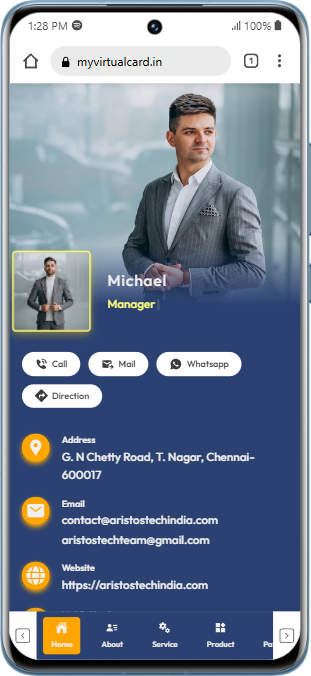 1:28 PM
100%
myvirtualcard.in
1
Michael
Manager
Call
Mail
Whatsapp
Direction
Address
G. N Chetty Road, T. Nagar, Chennai-
600017
Email
contact@aristostechindia.com
aristostechteam@gmail.com
Website
https://aristostechindia.com
Home
About
Service
Product